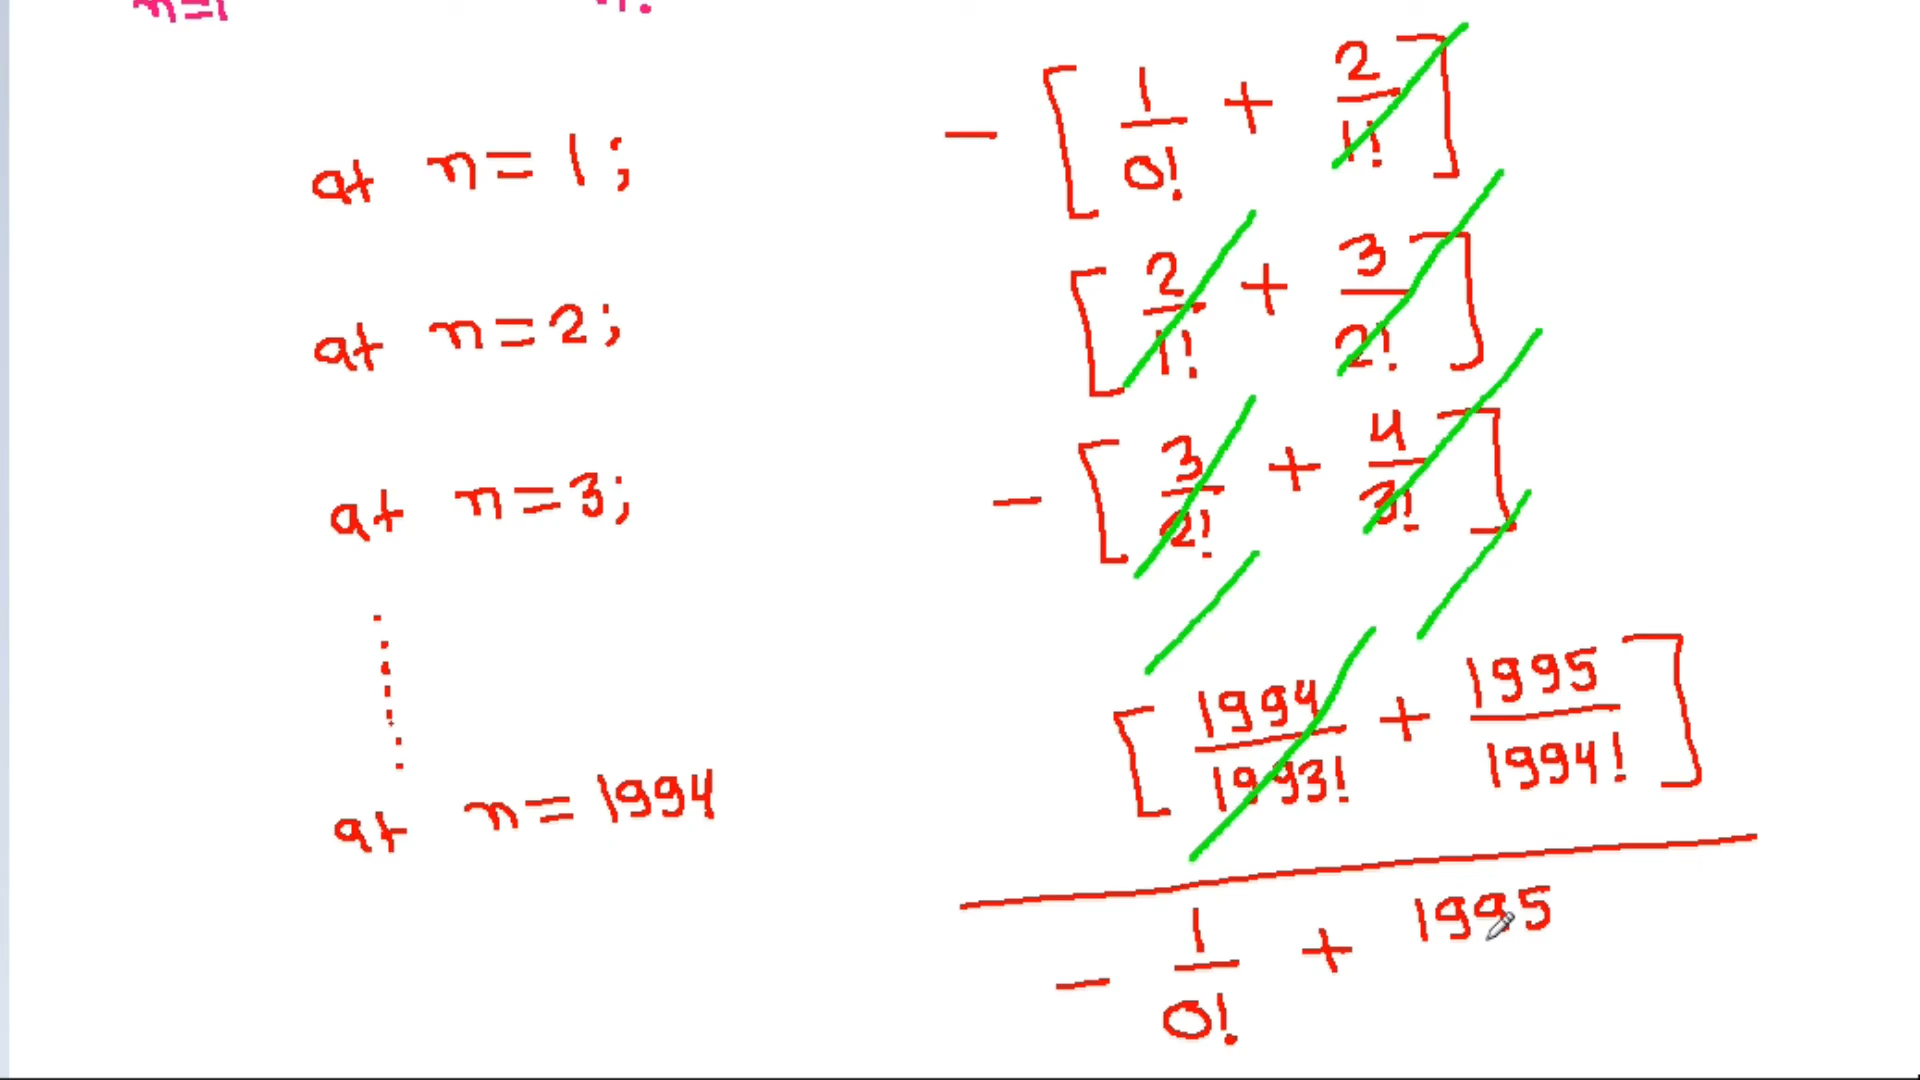 n=1 n!
at n=1; - [ 1/0! + 2/1! ]
at n=2; [ 2/1! + 3/2! ]
at n=3; - [ 3/2! + 4/3! ]
at n=1994 [ 1994/1993! + 1995/1994! ]
- 1/0! + 1995